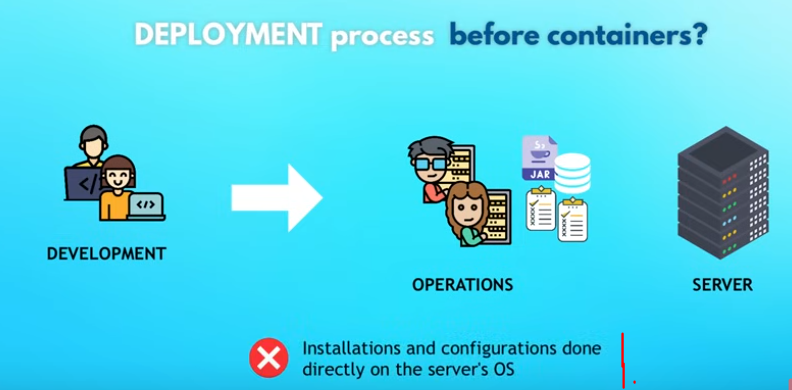 DEPLOYMENT process before containers?
JAR
DEVELOPMENT
OPERATIONS
SERVER
Installations and configurations done
directly on the server's OS